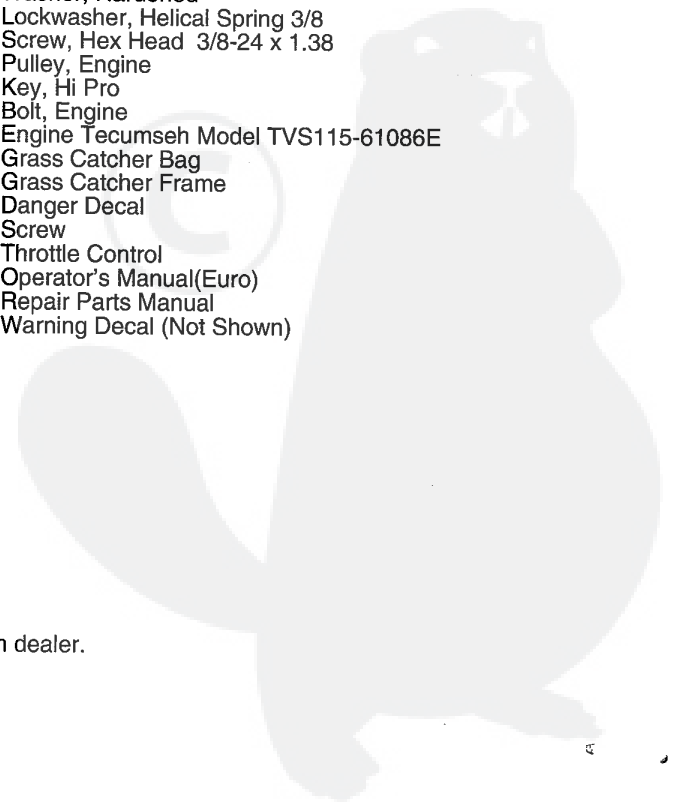 Washer, Hardened
Lockwasher, Helical Spring 3/8
Screw, Hex Head 3/8-24 x 1.38
Pulley, Engine
Key, Hi Pro
Bolt, Engine
Engine Tecumseh Model TVS115-61086E
Grass Catcher Bag
Grass Catcher Frame
Danger Decal
Screw
Throttle Control
Operator's Manual(Euro)
Repair Parts Manual
Warning Decal (Not Shown)
©
dealer.